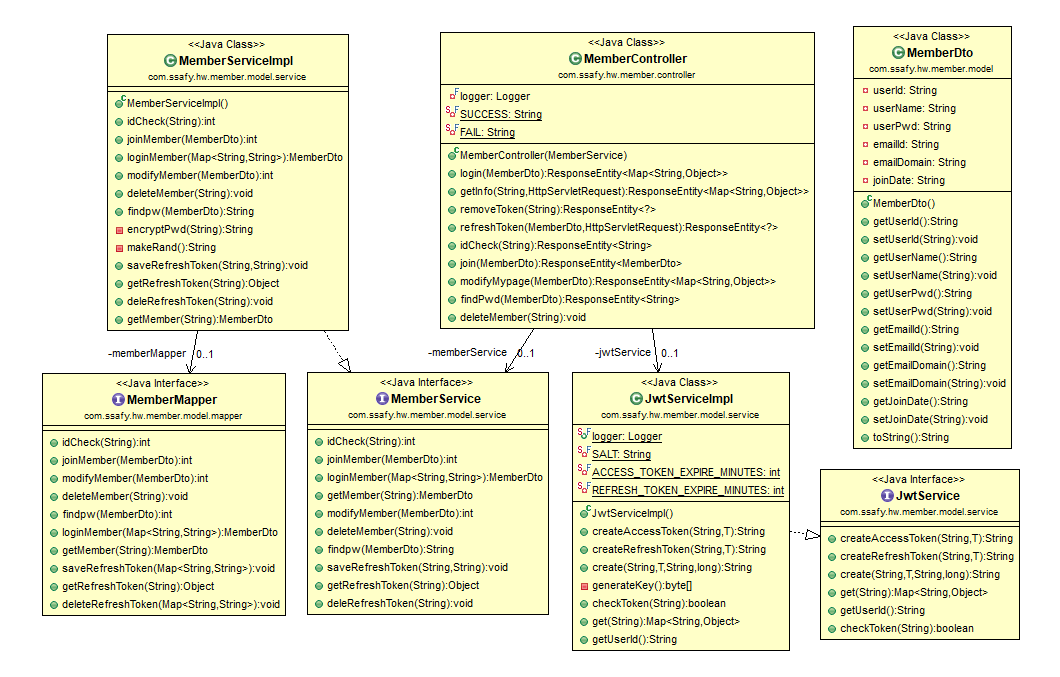 <<Java Class>>
MemberServiceImpl
com.ssafy.hw.member.model.service
MemberServiceImpl()
idCheck(String):int
joinMember(MemberDto):int
loginMember(Map<String,String>):MemberDto
modifyMember(MemberDto):int
deleteMember(String):void
findpw(MemberDto):String
encryptPwd(String):String
makeRand():String
saveRefreshToken(String,String):void
getRefreshToken(String):Object
deleRefreshToken(String):void
getMember(String):MemberDto
<<Java Class>>
MemberController
com.ssafy.hw.member.controller
logger: Logger
SUCCESS: String
FAIL: String
MemberController(MemberService)
login(MemberDto):ResponseEntity<Map<String,Object>>
getInfo(String,HttpServletRequest):ResponseEntity<Map<String,Object>>
removeToken(String):ResponseEntity<?>
refreshToken(MemberDto,HttpServletRequest):ResponseEntity<?>
idCheck(String):ResponseEntity<String>
join(MemberDto):ResponseEntity<MemberDto>
modifyMypage(MemberDto):ResponseEntity<Map<String,Object>>
findPwd(MemberDto):ResponseEntity<String>
deleteMember(String):void
<<Java Class>>
MemberDto
com.ssafy.hw.member.model
userId: String
userName: String
userPwd: String
emailId: String
emailDomain: String
joinDate: String
MemberDto()
getUserId():String
setUserId(String):void
getUserName():String
setUserName(String):void
getUserPwd():String
setUserPwd(String):void
getEmailId():String
setEmailId(String):void
getEmailDomain():String
setEmailDomain(String):void
getJoinDate():String
setJoinDate(String):void
toString():String
-memberMapper 0..1
-memberService 0..1
-jwtService 0..1
<<Java Interface>>
MemberMapper
com.ssafy.hw.member.model.mapper
idCheck(String):int
joinMember(MemberDto):int
modifyMember(MemberDto):int
deleteMember(String):void
findpw(MemberDto):int
loginMember(Map<String,String>):MemberDto
getMember(String):MemberDto
saveRefreshToken(Map<String,String>):void
getRefreshToken(String):Object
deleteRefreshToken(Map<String,String>):void
<<Java Interface>>
MemberService
com.ssafy.hw.member.model.service
idCheck(String):int
joinMember(MemberDto):int
loginMember(Map<String,String>):MemberDto
getMember(String):MemberDto
modifyMember(MemberDto):int
deleteMember(String):void
findpw(MemberDto):String
saveRefreshToken(String,String):void
getRefreshToken(String):Object
deleRefreshToken(String):void
<<Java Class>>
JwtServiceImpl
com.ssafy.hw.member.model.service
logger: Logger
SALT: String
ACCESS_TOKEN_EXPIRE_MINUTES: int
REFRESH_TOKEN_EXPIRE_MINUTES: int
JwtServiceImpl()
createAccessToken(String,T):String
createRefreshToken(String,T):String
create(String,T,String,long):String
generateKey():byte[]
checkToken(String):boolean
get(String):Map<String,Object>
getUserId():String
<<Java Interface>>
JwtService
com.ssafy.hw.member.model.service
createAccessToken(String,T):String
createRefreshToken(String,T):String
create(String,T,String,long):String
get(String):Map<String,Object>
getUserId():String
checkToken(String):boolean